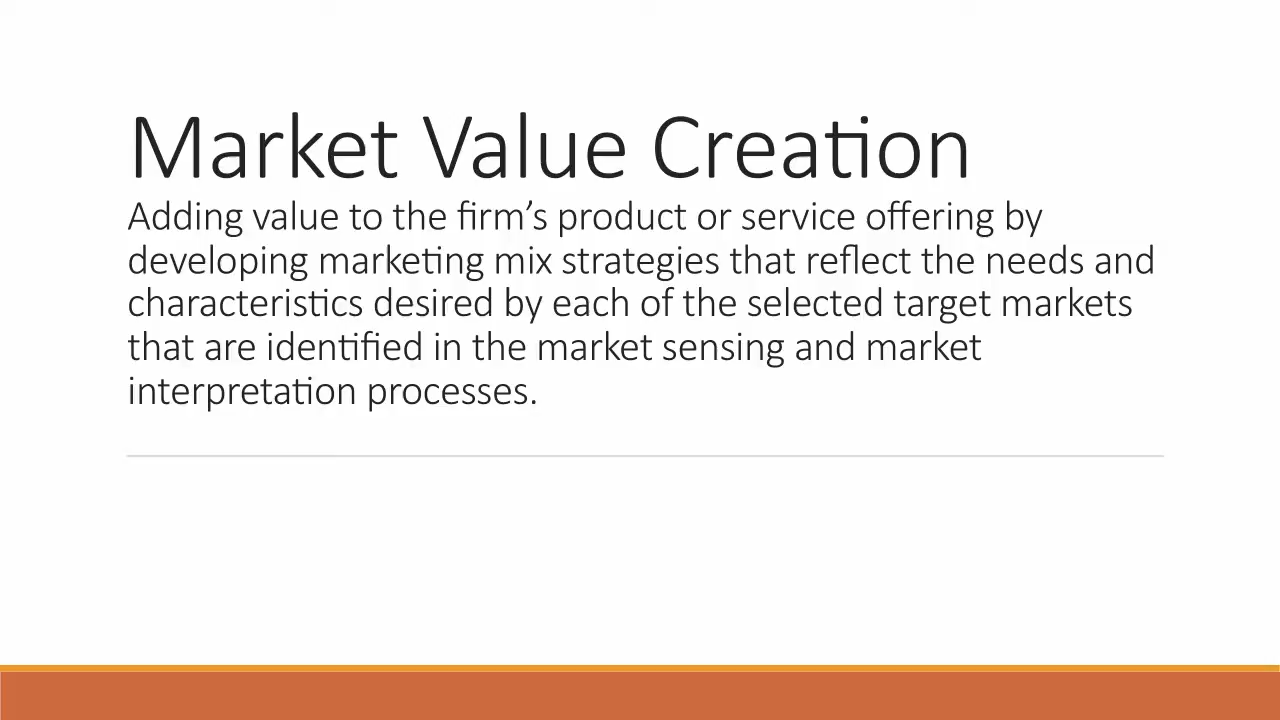 Market Value Creation
Adding value to the firm’s product or service offering by
developing marketing mix strategies that reflect the needs and
characteristics desired by each of the selected target markets
that are identified in the market sensing and market
interpretation processes.